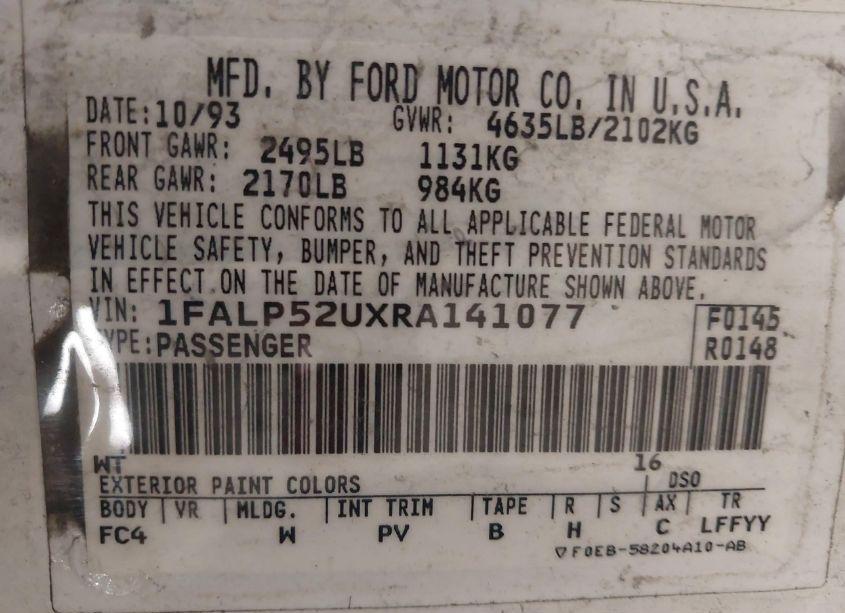 MFD. BY FORD MOTOR CO. IN U.S.A.
DATE: 10/93 GVWR: 4635LB/2102KG
FRONT GAWR: 2495LB 1131KG
REAR GAWR: 2170LB 984KG
THIS VEHICLE CONFORMS TO ALL APPLICABLE FEDERAL MOTOR
VEHICLE SAFETY, BUMPER, AND THEFT PREVENTION STANDARDS
IN EFFECT ON THE DATE OF MANUFACTURE SHOWN ABOVE.
VIN: 1FALP52UXRA141077 F0145
TYPE: PASSENGER R0148
WT 16
EXTERIOR PAINT COLORS DSO
BODY VR MLDG. INT TRIM TAPE R S AX TR
FC4 W PV B H C LFFYY
▽F0EB-58204A10-AB